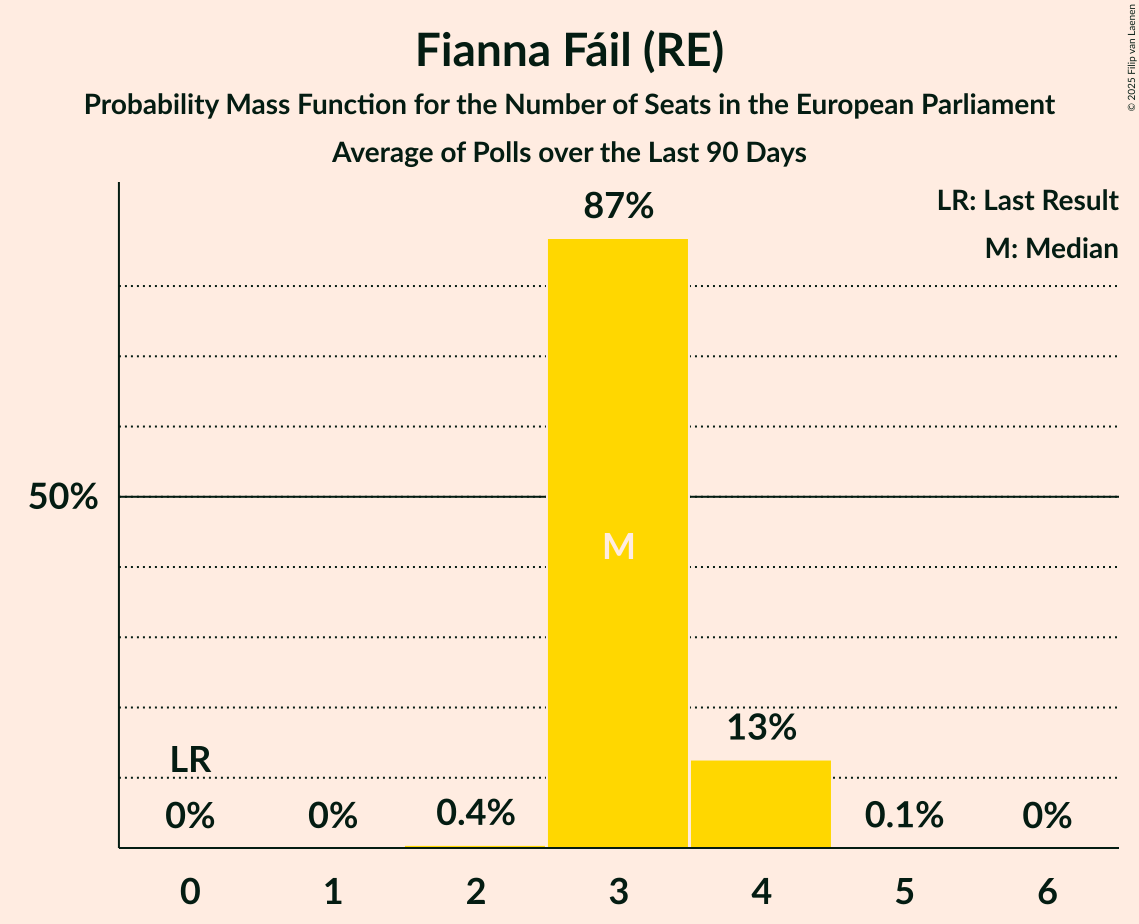 Fianna Fáil (RE)
Probability Mass Function for the Number of Seats in the European Parliament
Average of Polls over the Last 90 Days
© 2025 Filip van Laenen
LR: Last Result
M: Median
87%
50%
M
13%
LR
0%
0%
0.4%
0.1%
0%
0
1
2
3
4
5
6